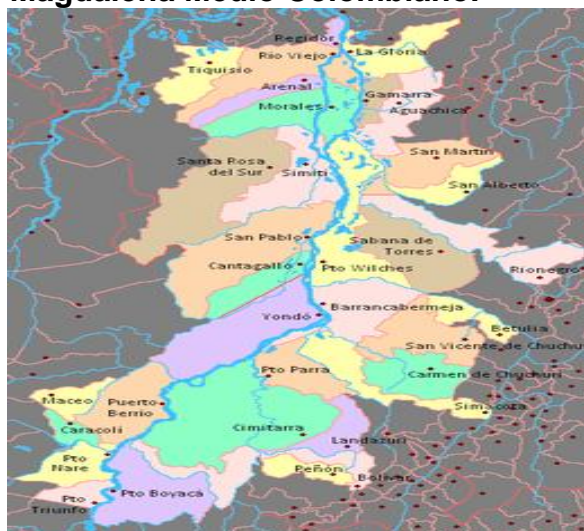 Magdalena Medio Colombiano.
Regidor
Rio Viejo
La Gloria
Tiquisio
Arenal
Gamarra
Morales
Aguachica
San Martin
Santa Rosa
del Sur
Simití
San Alberto
San Pablo
Sabana de
Torres
Cantagallo
Pto Wilches
Rionegro
Barrancabermeja
Yondó
Betulia
San Vicente de Chucuri
Pto Parra
Carmen de Chucuri
Maceo
Puerto
Berrio
Simacota
Caracolí
Cimitarra
Landazuri
Pto
Nare
Peñón
Bolivar
Pto
Triunfo
Pto Boyacá